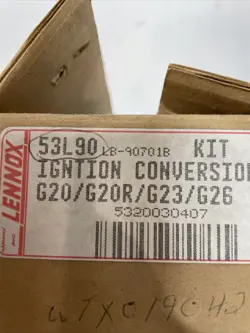 LENNOX
53L90 LB-90701B KIT
IGNTION CONVERSION
G20/G20R/G23/G26
5320030407